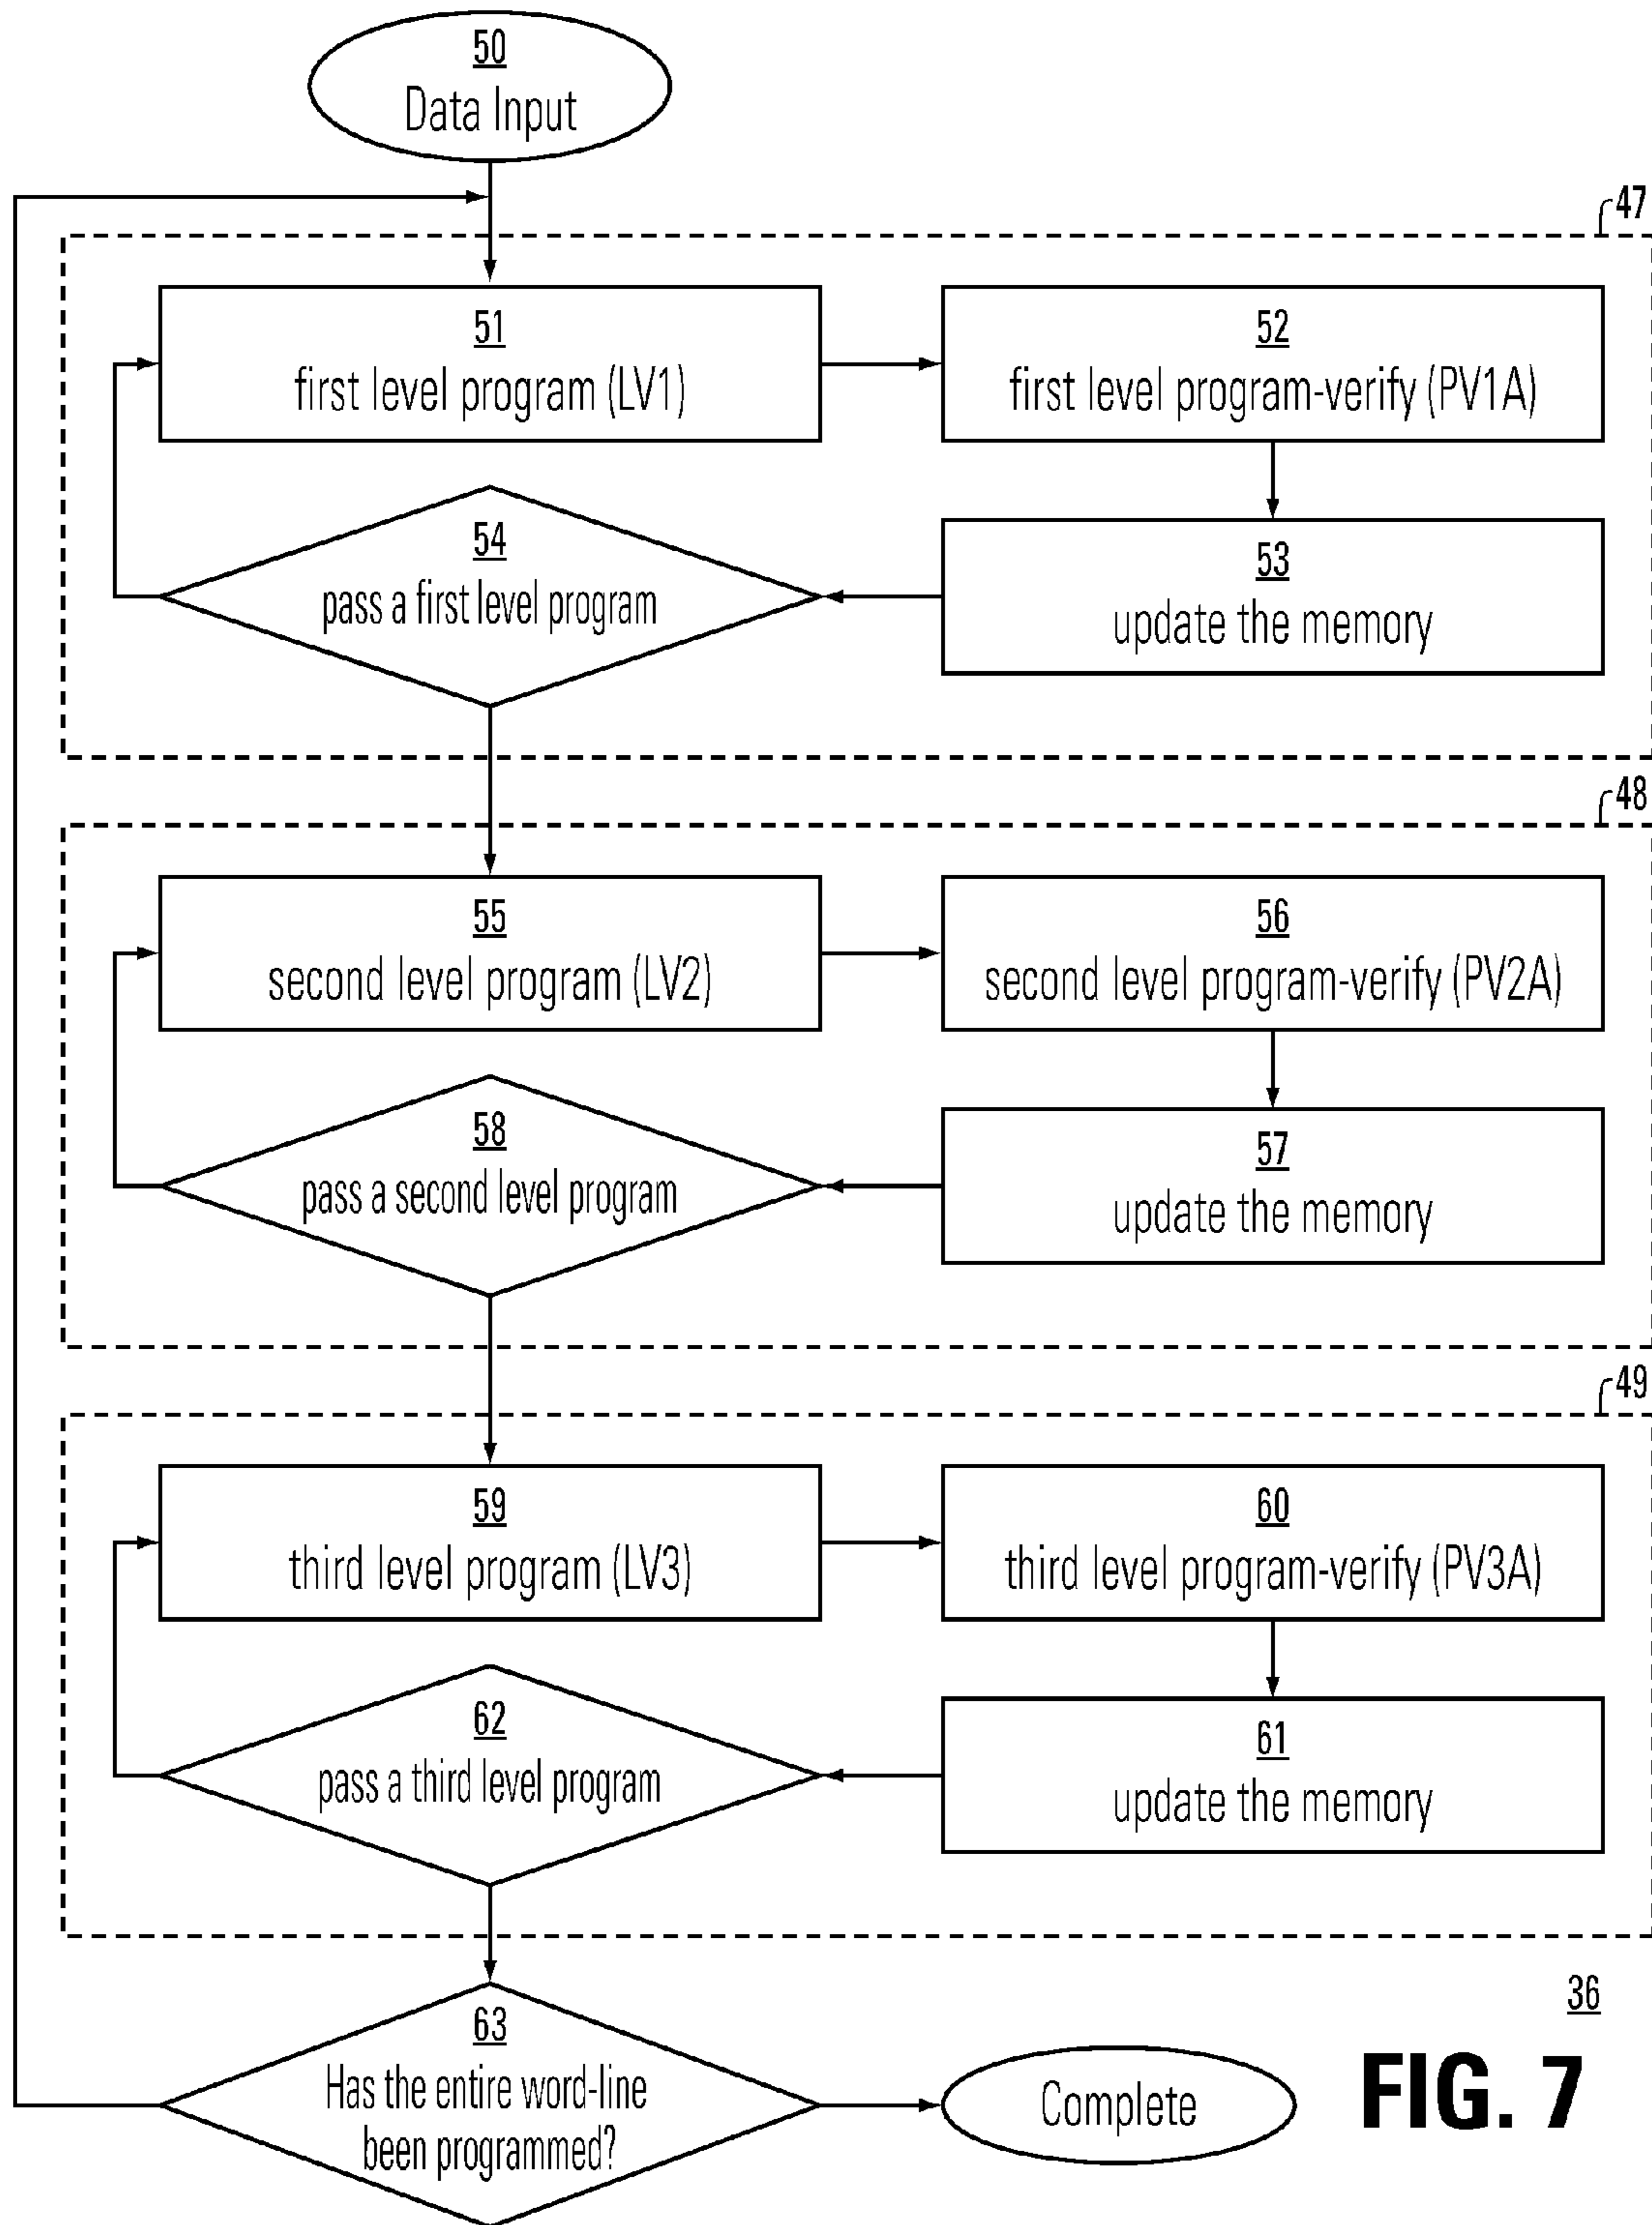 50
Data Input
47
51
first level program (LV1)
52
first level program-verify (PV1A)
54
pass a first level program
53
update the memory
48
55
second level program (LV2)
56
second level program-verify (PV2A)
58
pass a second level program
57
update the memory
49
59
third level program (LV3)
60
third level program-verify (PV3A)
62
pass a third level program
61
update the memory
63
Has the entire word-line
been programmed?
Complete
36
FIG. 7